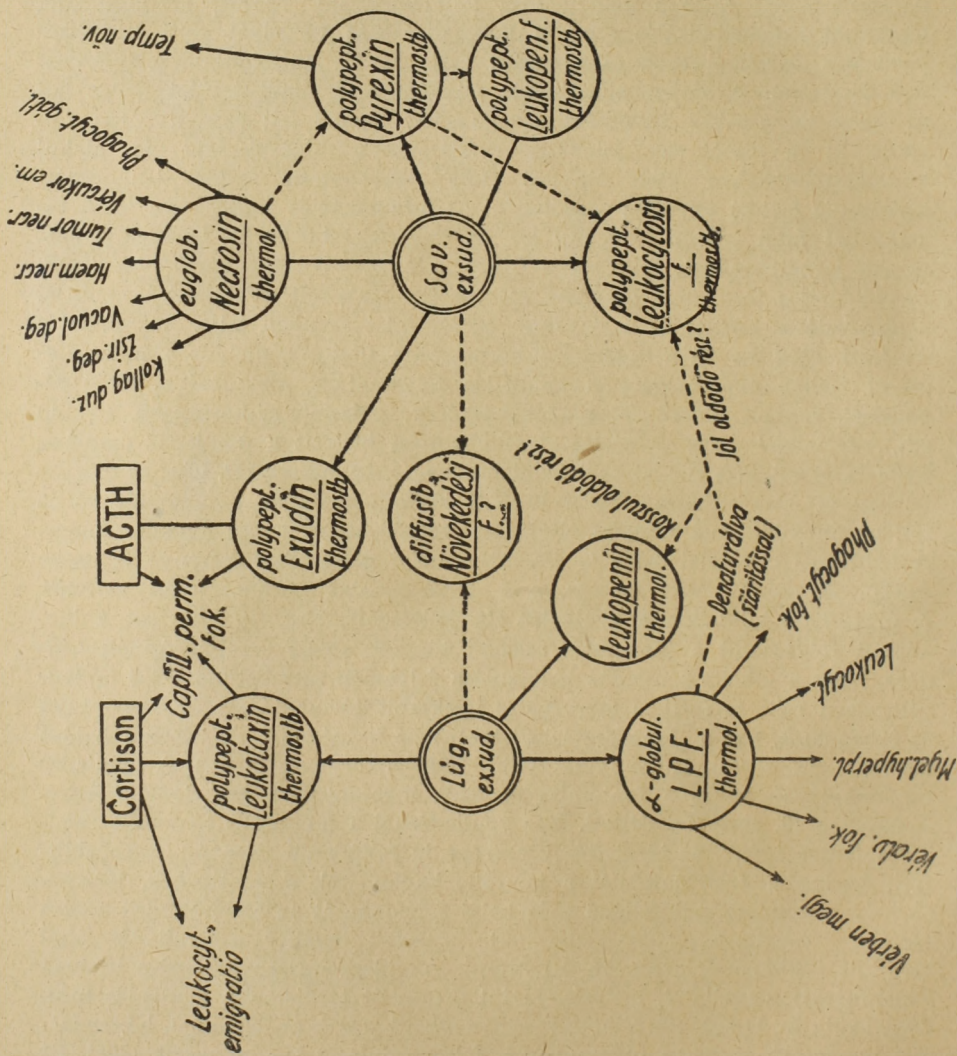 Cortison
ACTH
Leukocyt.
emigratio
Capill. perm.
fok.
polypept.
Leukotaxin
thermostb.
polypept.
Exudin
thermostb.
kollag. duz.
zsir. deg.
Vacuol. deg.
Haem. necr.
Tumor necr.
Vércukor em.
Phagocyt. gátl.
euglob.
Necrosin
thermol.
Temp. növ.
polypept.
Pyrexin
thermostb.
polypept.
Leukopen. f.
thermostb.
Lúg.
exsud.
diffusib.
Növekedési
F. ?
Sav.
exsud.
Leukopenin
thermol.
Rosszul oldódó rész?
Jól oldódó rész?
Denaturálva
(szárítással)
polypept.
Leukocytosis
f.
thermostb.
α-globul.
L P F.
thermol.
Vérben megj.
Véralv. fok.
Myel. hyperpl.
Leukocyt.
Phagocyt. fok.